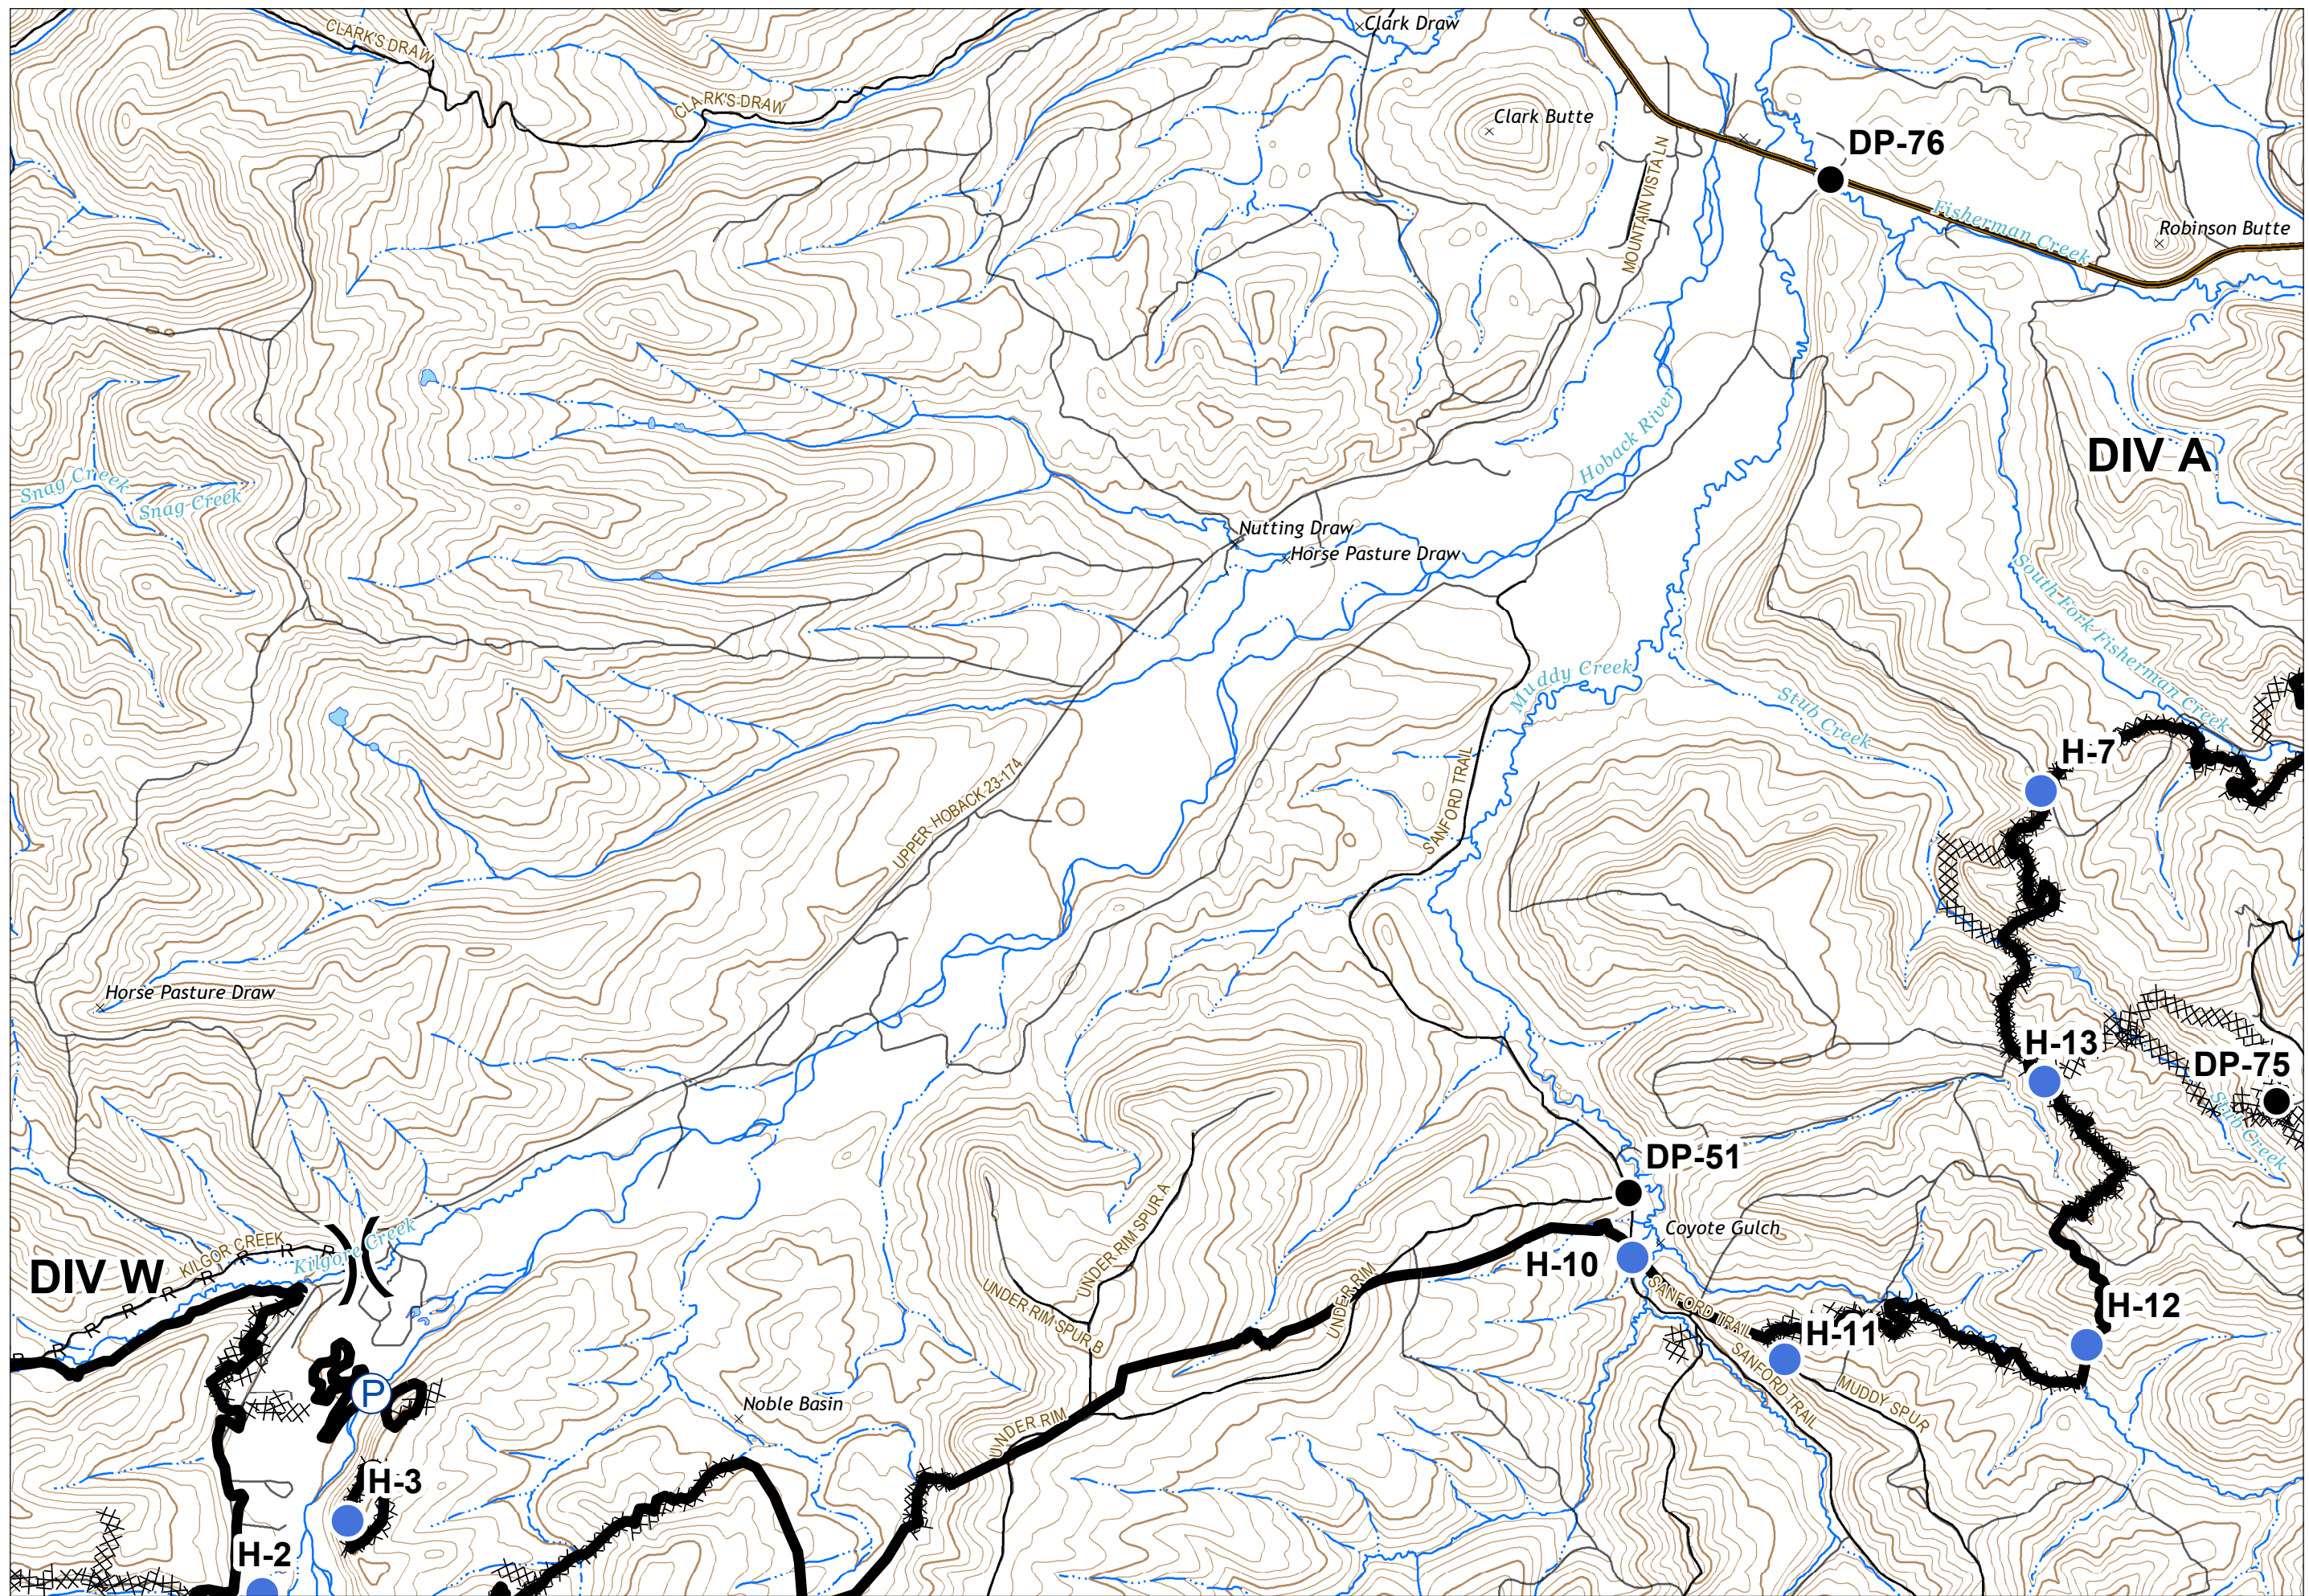 Clark Draw
CLARK'S DRAW
CLARK'S DRAW
Clark Butte
DP-76
MOUNTAIN VISTA LN
Fisherman Creek
Robinson Butte
Hoback River
DIV A
Snag Creek
Snag Creek
Nutting Draw
Horse Pasture Draw
South Fork Fisherman Creek
Muddy Creek
Stub Creek
H-7
UPPER HOBACK 23-174
SANFORD TRAIL
Horse Pasture Draw
H-13
DP-75
Stub Creek
DP-51
UNDER RIM SPUR A
Coyote Gulch
KILGOR CREEK
Kilgore Creek
DIV W
R R R R R R R R
H-10
UNDER RIM SPUR B
UNDER RIM
SANFORD TRAIL
H-12
H-11
SANFORD TRAIL
MUDDY SPUR
P
Noble Basin
UNDER RIM
H-3
H-2